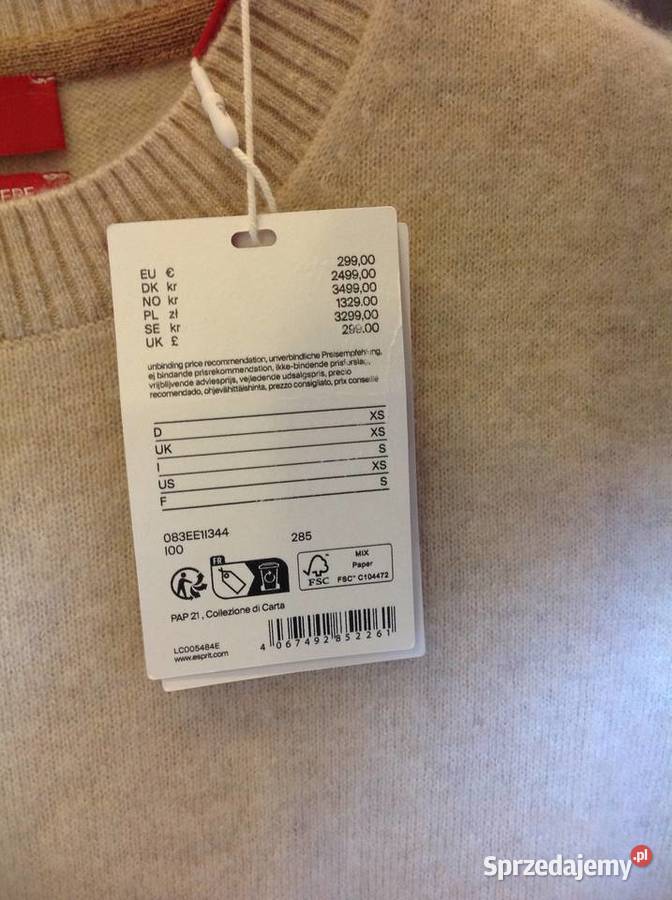 EU € 299,00
DK kr 2499,00
NO kr 3499.00
PL zł 1329.00
SE kr 3299.00
UK £ 299.00
unbinding price recommendation, unverbindliche Preisempfehlung,
ej bindande prisrekommendation, ikke-bindende prisforslag,
vrijblijvende adviesprijs, vejledende udsalgspris, precio
recomendado, ohjevähittäishinta, prezzo consigliato, prix conseillé
D XS
UK XS
I S
US XS
F S
083EE1I344 285
100
FR
FSC
MIX
Paper
FSC® C104472
PAP 21 , Collezione di Carta
LC005484E
www.esprit.com
4 067492 852261
Sprzedajemy.pl